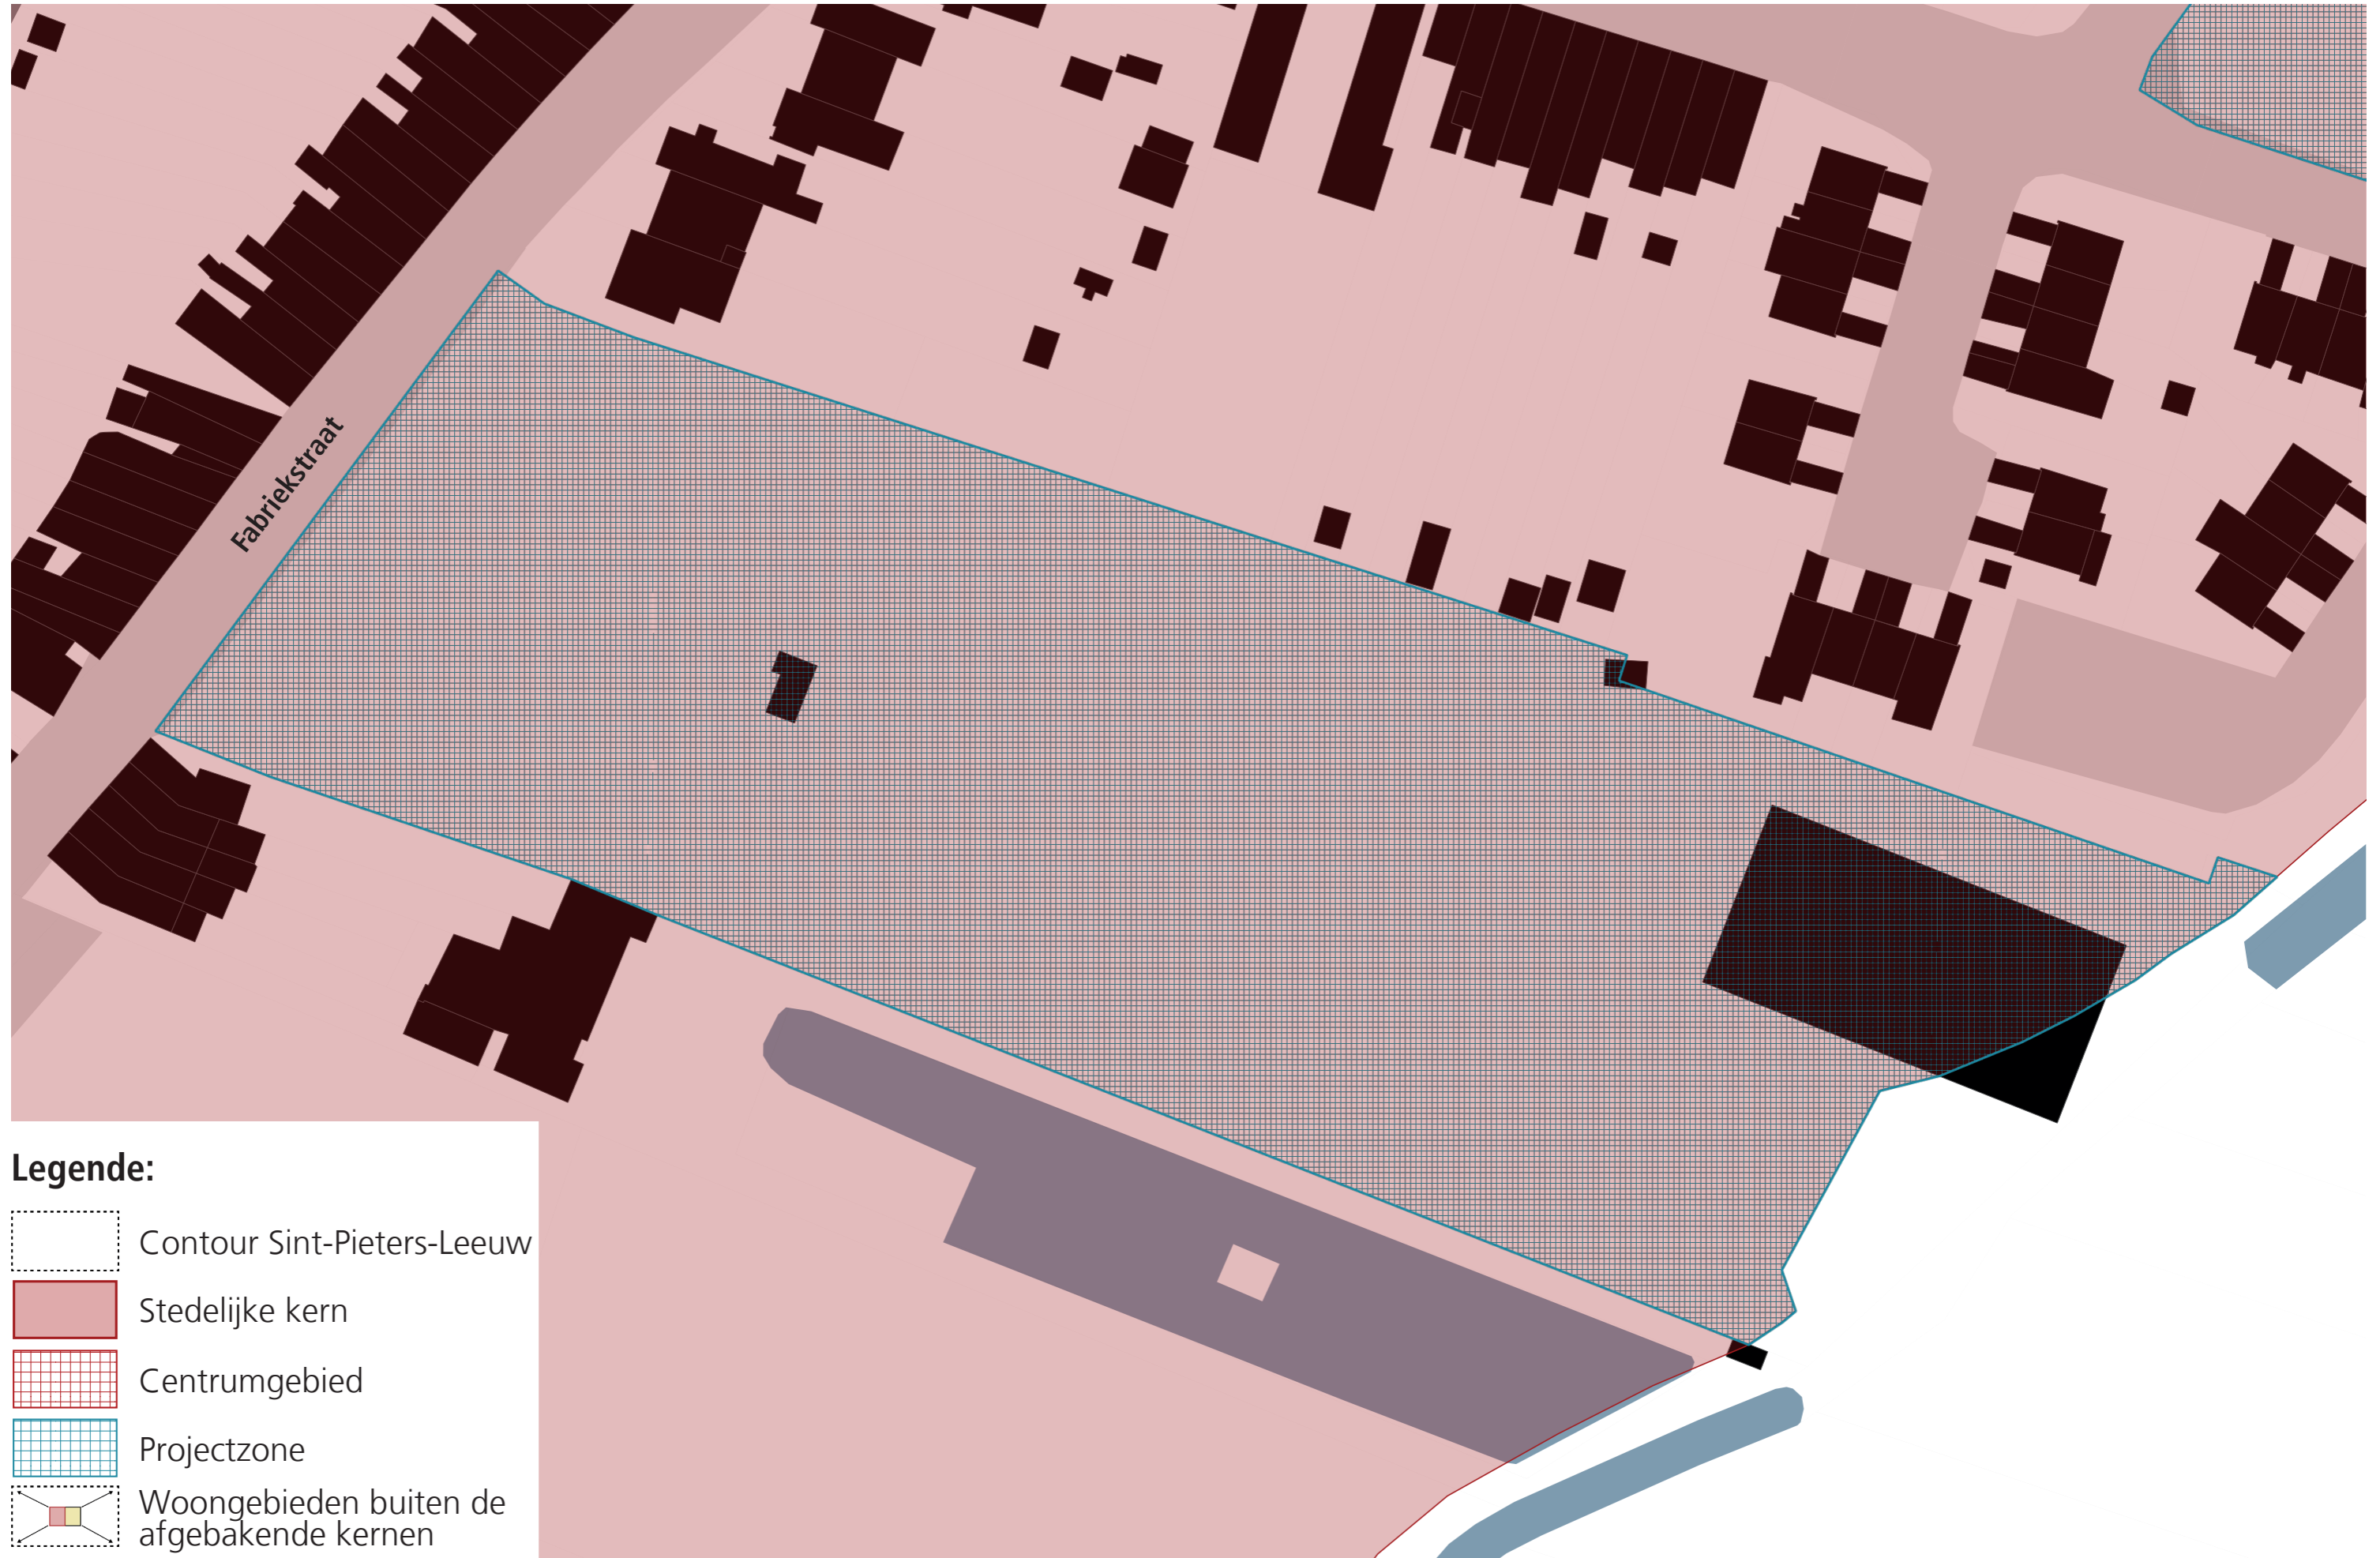 Fabriekstraat
Legende:
Contour Sint-Pieters-Leeuw
Stedelijke kern
Centrumgebied
Projectzone
Woongebieden buiten de
afgebakende kernen